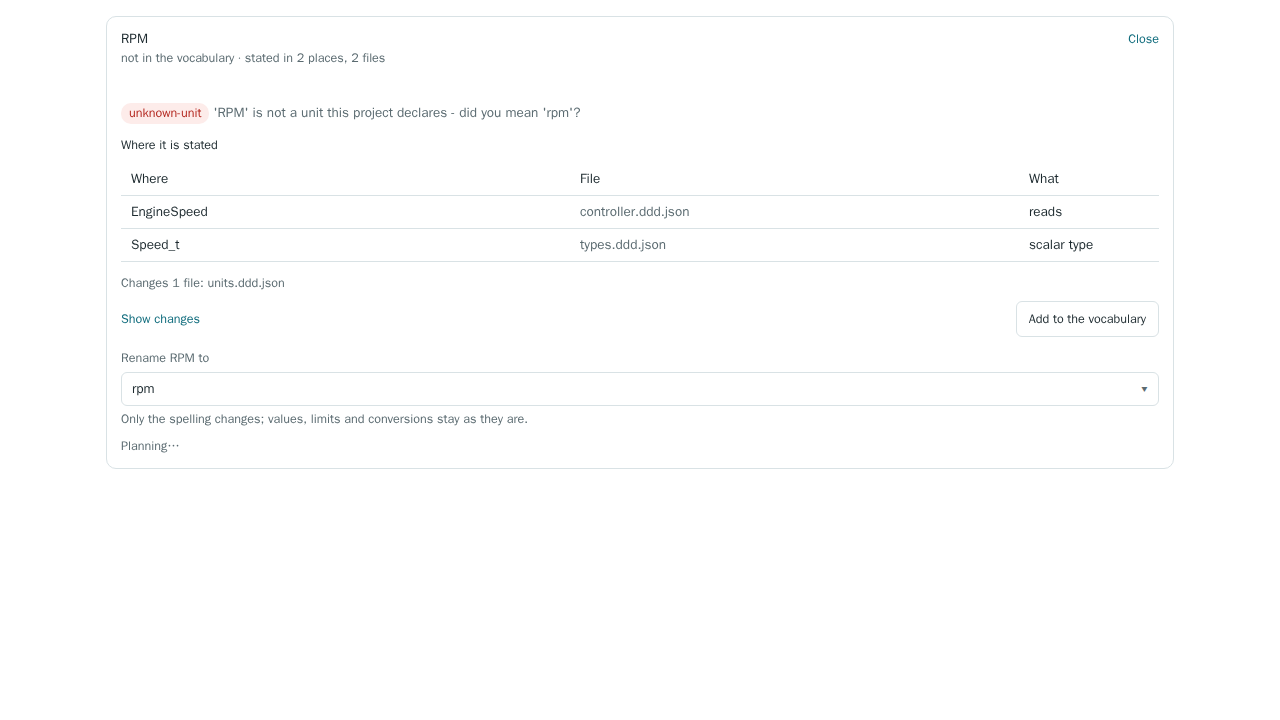 RPM
Close
not in the vocabulary · stated in 2 places, 2 files
unknown-unit 'RPM' is not a unit this project declares - did you mean 'rpm'?
Where it is stated
Where File What
EngineSpeed controller.ddd.json reads
Speed_t types.ddd.json scalar type
Changes 1 file: units.ddd.json
Show changes
Add to the vocabulary
Rename RPM to
rpm
Only the spelling changes; values, limits and conversions stay as they are.
Planning…